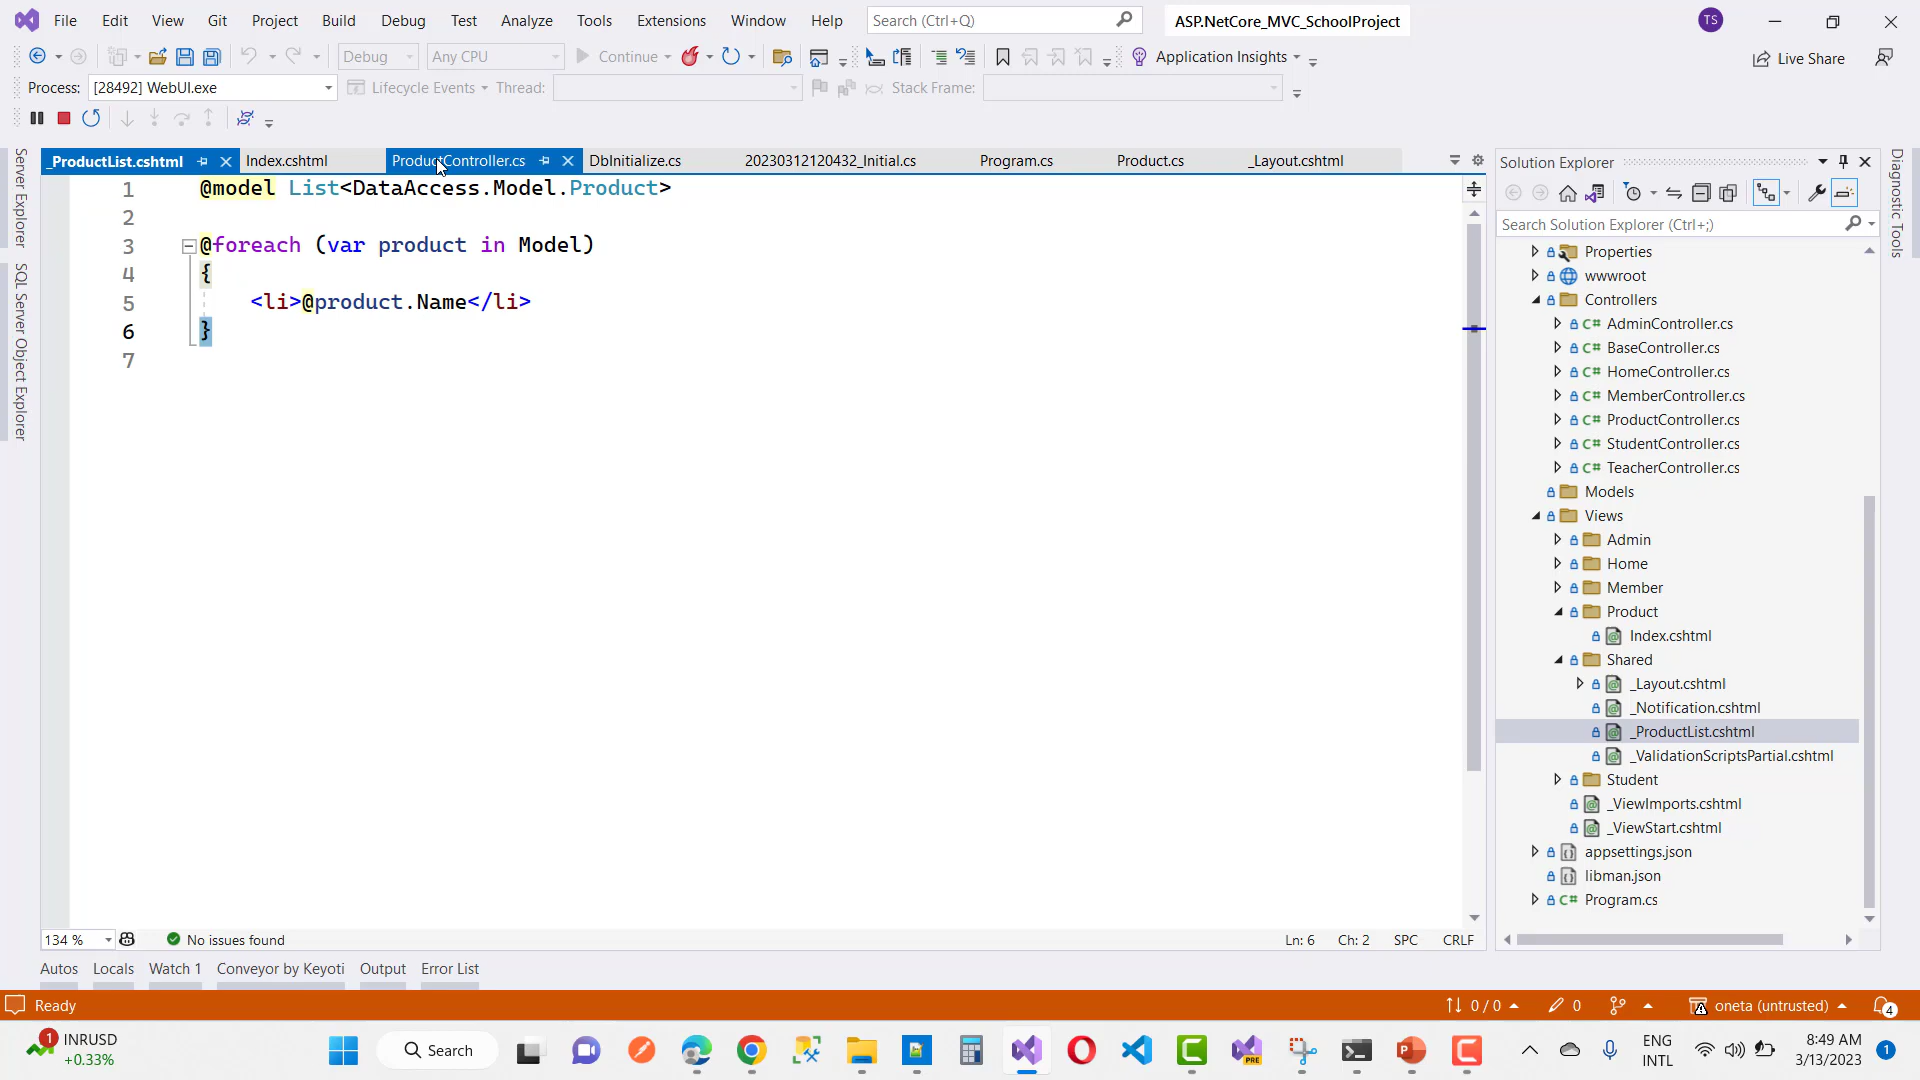 File Edit View Git Project Build Debug Test Analyze Tools Extensions Window Help Search (Ctrl+Q) ASP.NetCore_MVC_SchoolProject TS
Debug Any CPU Continue Application Insights Live Share
Process: [28492] WebUI.exe Lifecycle Events Thread: Stack Frame:
_ProductList.cshtml Index.cshtml ProductController.cs DbInitialize.cs 20230312120432_Initial.cs Program.cs Product.cs _Layout.cshtml
Server Explorer
SQL Server Object Explorer
1 @model List<DataAccess.Model.Product>
2
3 @foreach (var product in Model)
4 {
5 <li>@product.Name</li>
6 }
7
134 % No issues found Ln: 6 Ch: 2 SPC CRLF
Solution Explorer
Search Solution Explorer (Ctrl+;)
Properties
wwwroot
Controllers
C# AdminController.cs
C# BaseController.cs
C# HomeController.cs
C# MemberController.cs
C# ProductController.cs
C# StudentController.cs
C# TeacherController.cs
Models
Views
Admin
Home
Member
Product
Index.cshtml
Shared
_Layout.cshtml
_Notification.cshtml
_ProductList.cshtml
_ValidationScriptsPartial.cshtml
Student
_ViewImports.cshtml
_ViewStart.cshtml
appsettings.json
libman.json
C# Program.cs
Diagnostic Tools
Autos Locals Watch 1 Conveyor by Keyoti Output Error List
Ready 0 / 0 0 oneta (untrusted) 4
1 INRUSD
+0.33%
Search
PRE
ENG
INTL
8:49 AM
3/13/2023
1